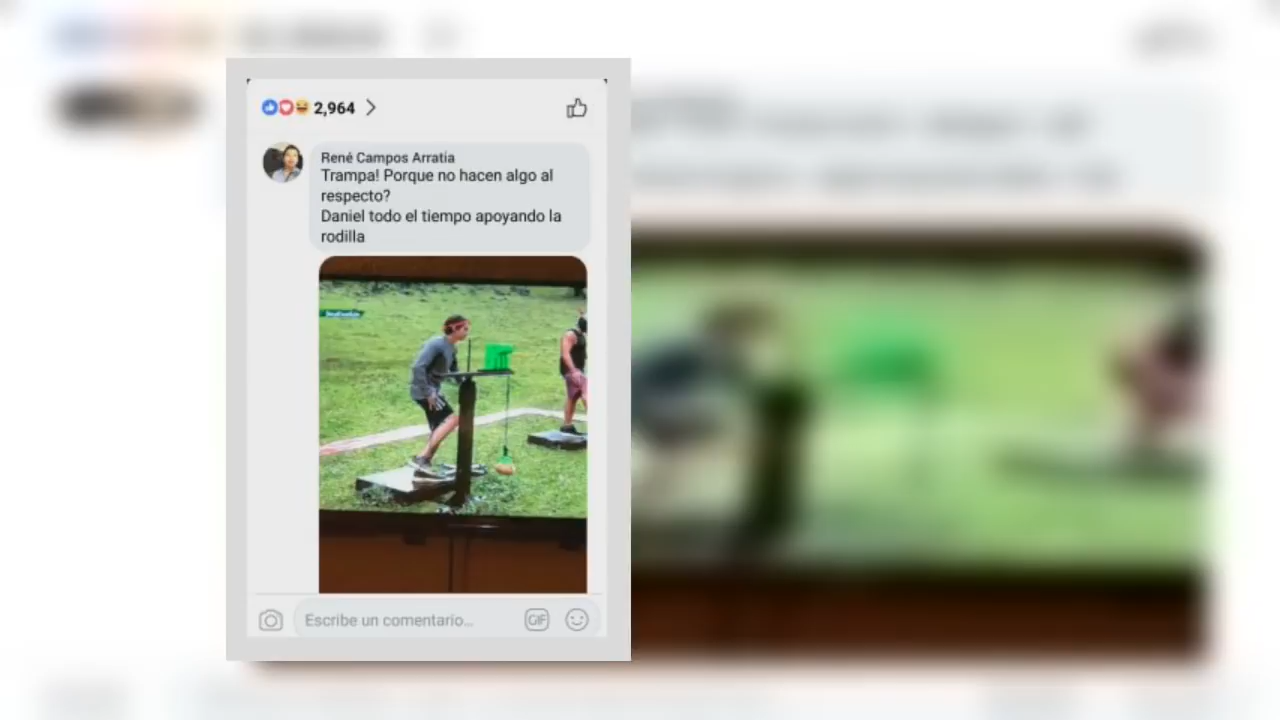 2,964
René Campos Arratia
Trampa! Porque no hacen algo al
respecto?
Daniel todo el tiempo apoyando la
rodilla
Escribe un comentario...
GIF